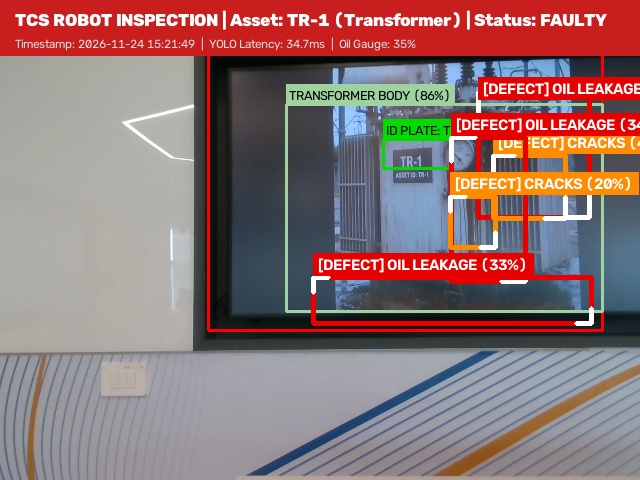 TCS ROBOT INSPECTION | Asset: TR-1 (Transformer) | Status: FAULTY
Timestamp: 2026-11-24 15:21:49 | YOLO Latency: 34.7ms | Oil Gauge: 35%
[DEFECT] OIL LEAKAGE
TRANSFORMER BODY (86%)
[DEFECT] OIL LEAKAGE (34
ID PLATE: T
[DEFECT] CRACKS (4
TR-1
ASSET ID: TR-1
[DEFECT] CRACKS (20%)
[DEFECT] OIL LEAKAGE (33%)